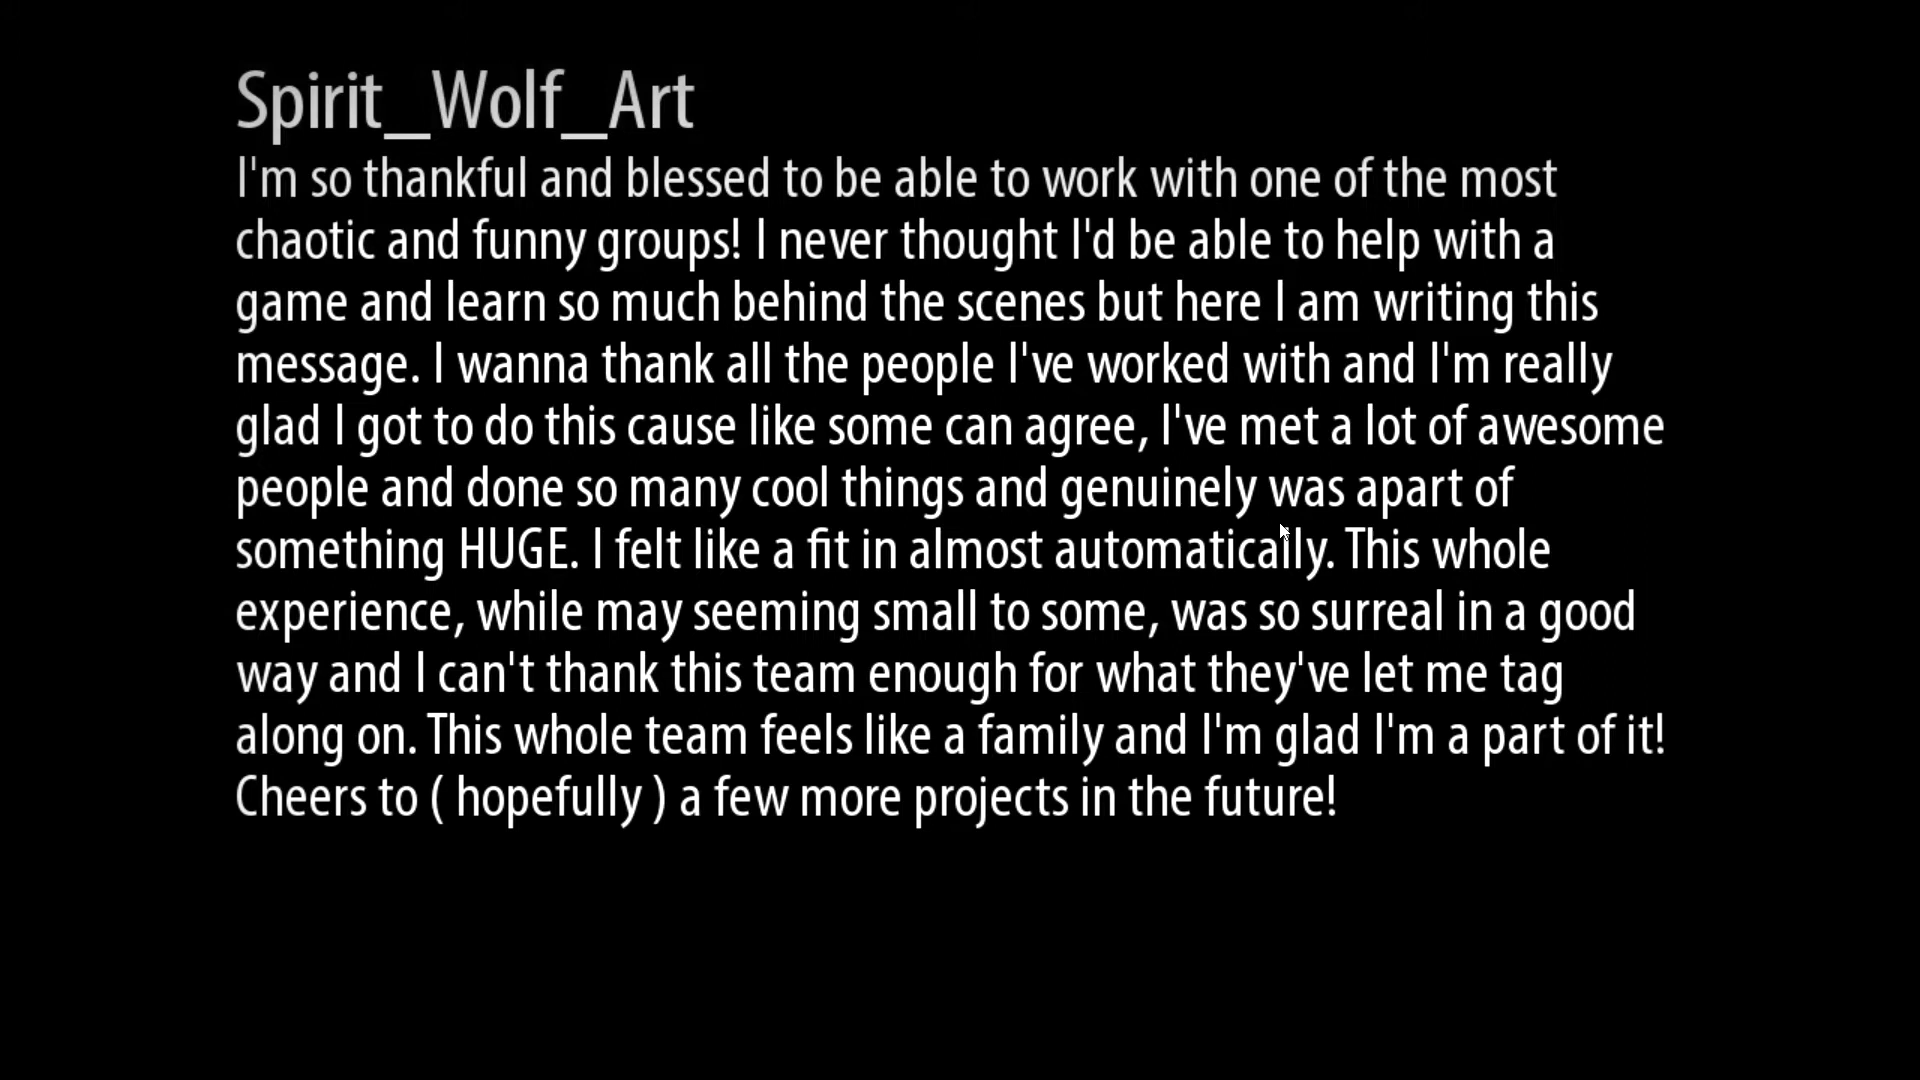 Spirit_Wolf_Art
I'm so thankful and blessed to be able to work with one of the most
chaotic and funny groups! I never thought I'd be able to help with a
game and learn so much behind the scenes but here I am writing this
message. I wanna thank all the people I've worked with and I'm really
glad I got to do this cause like some can agree, I've met a lot of awesome
people and done so many cool things and genuinely was apart of
something HUGE. I felt like a fit in almost automatically. This whole
experience, while may seeming small to some, was so surreal in a good
way and I can't thank this team enough for what they've let me tag
along on. This whole team feels like a family and I'm glad I'm a part of it!
Cheers to ( hopefully ) a few more projects in the future!